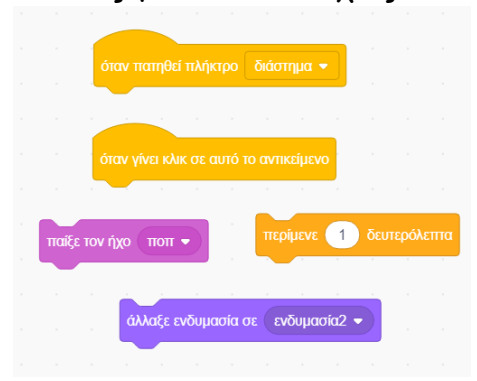 όταν πατηθεί πλήκτρο διάστημα
όταν γίνει κλικ σε αυτό το αντικείμενο
παίξε τον ήχο ποπ
περίμενε 1 δευτερόλεπτα
άλλαξε ενδυμασία σε ενδυμασία2